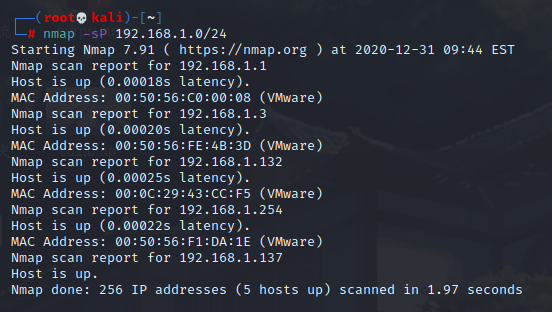 ┌──(root💀kali)-[~]
└─# nmap -sP 192.168.1.0/24
Starting Nmap 7.91 ( https://nmap.org ) at 2020-12-31 09:44 EST
Nmap scan report for 192.168.1.1
Host is up (0.00018s latency).
MAC Address: 00:50:56:C0:00:08 (VMware)
Nmap scan report for 192.168.1.3
Host is up (0.00020s latency).
MAC Address: 00:50:56:FE:4B:3D (VMware)
Nmap scan report for 192.168.1.132
Host is up (0.00025s latency).
MAC Address: 00:0C:29:43:CC:F5 (VMware)
Nmap scan report for 192.168.1.254
Host is up (0.00022s latency).
MAC Address: 00:50:56:F1:DA:1E (VMware)
Nmap scan report for 192.168.1.137
Host is up.
Nmap done: 256 IP addresses (5 hosts up) scanned in 1.97 seconds